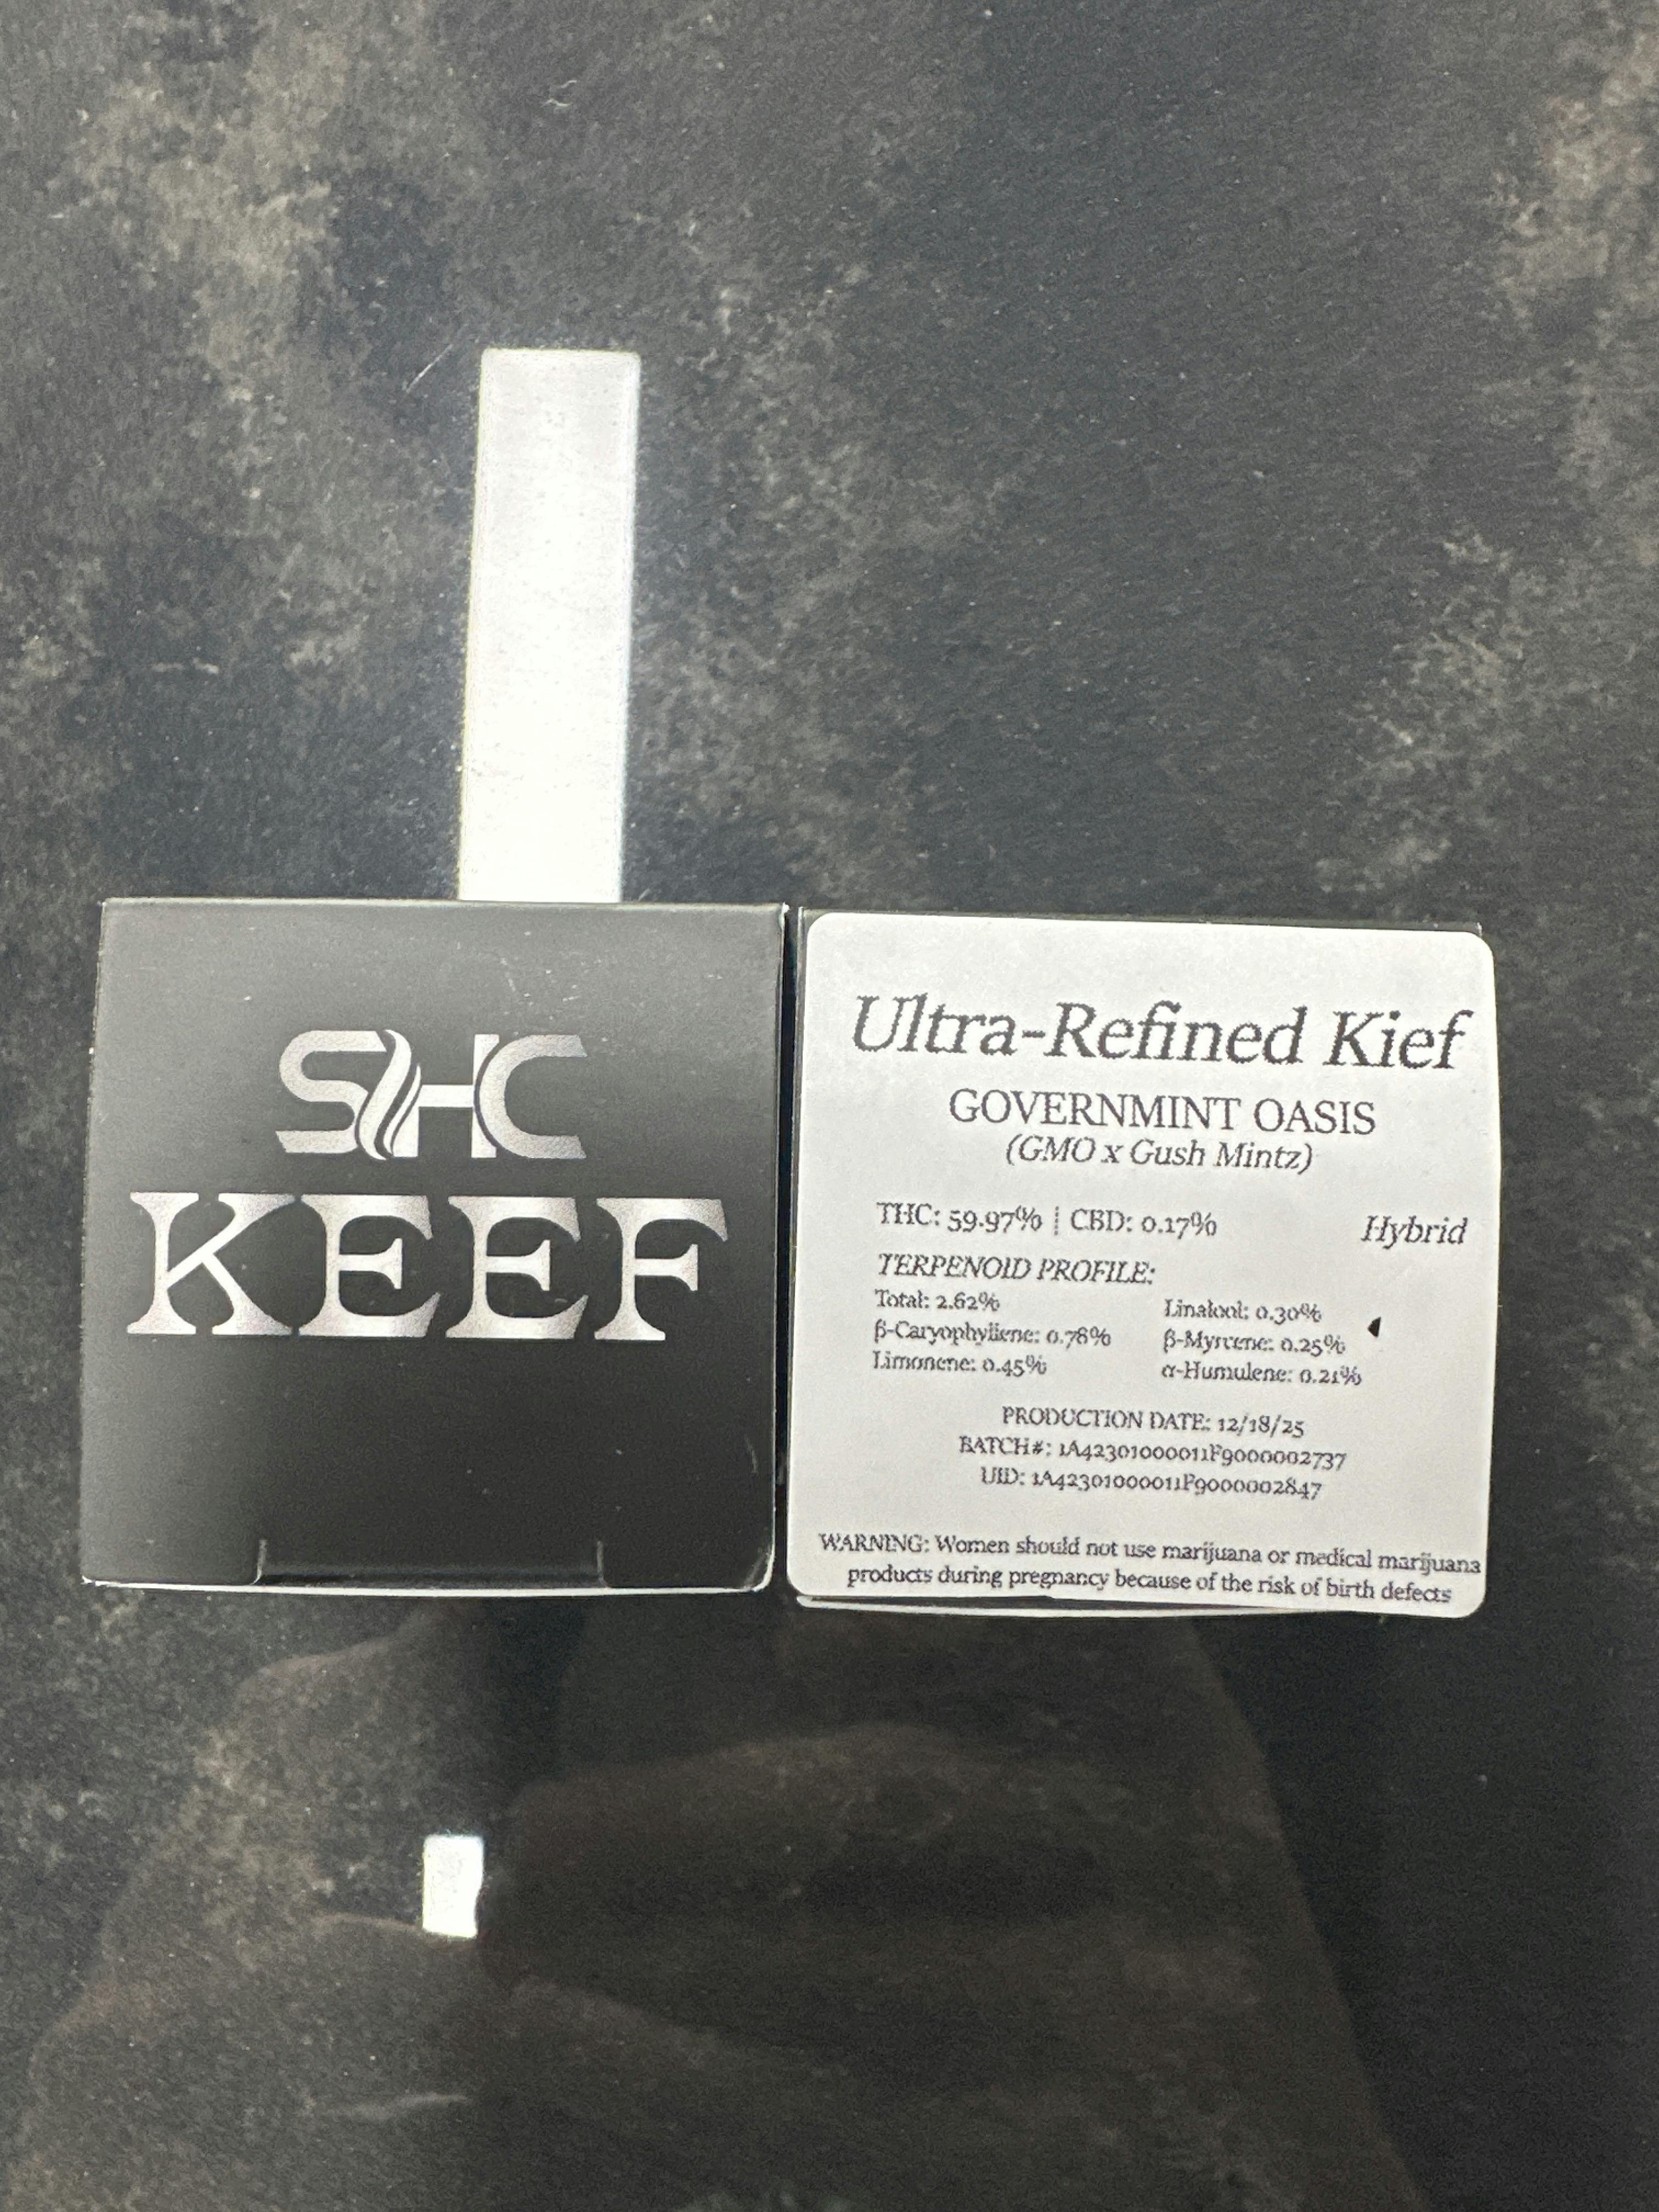 SHC
KEEF
Ultra-Refined Kief
GOVERNMINT OASIS
(GMO x Gush Mintz)
THC: 59.97% | CBD: 0.17%
Hybrid
TERPENOID PROFILE:
Total: 2.62%
Linalool: 0.30%
β-Caryophyllene: 0.78%
β-Myrcene: 0.25%
Limonene: 0.45%
α-Humulene: 0.21%
PRODUCTION DATE: 12/18/25
BATCH#: 1A42301000011F9000002737
UID: 1A42301000011F9000002847
WARNING: Women should not use marijuana or medical marijuana
products during pregnancy because of the risk of birth defects